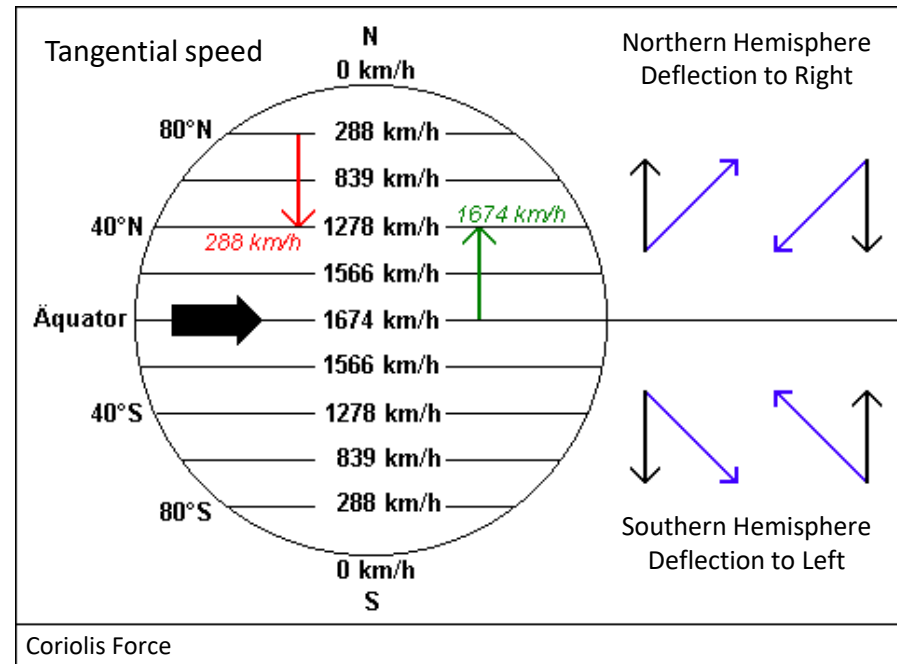 Tangential speed
N
0 km/h
80°N
288 km/h
839 km/h
40°N
1278 km/h
288 km/h
1674 km/h
1566 km/h
Äquator
1674 km/h
1566 km/h
40°S
1278 km/h
839 km/h
80°S
288 km/h
0 km/h
S
Northern Hemisphere
Deflection to Right
Southern Hemisphere
Deflection to Left
Coriolis Force